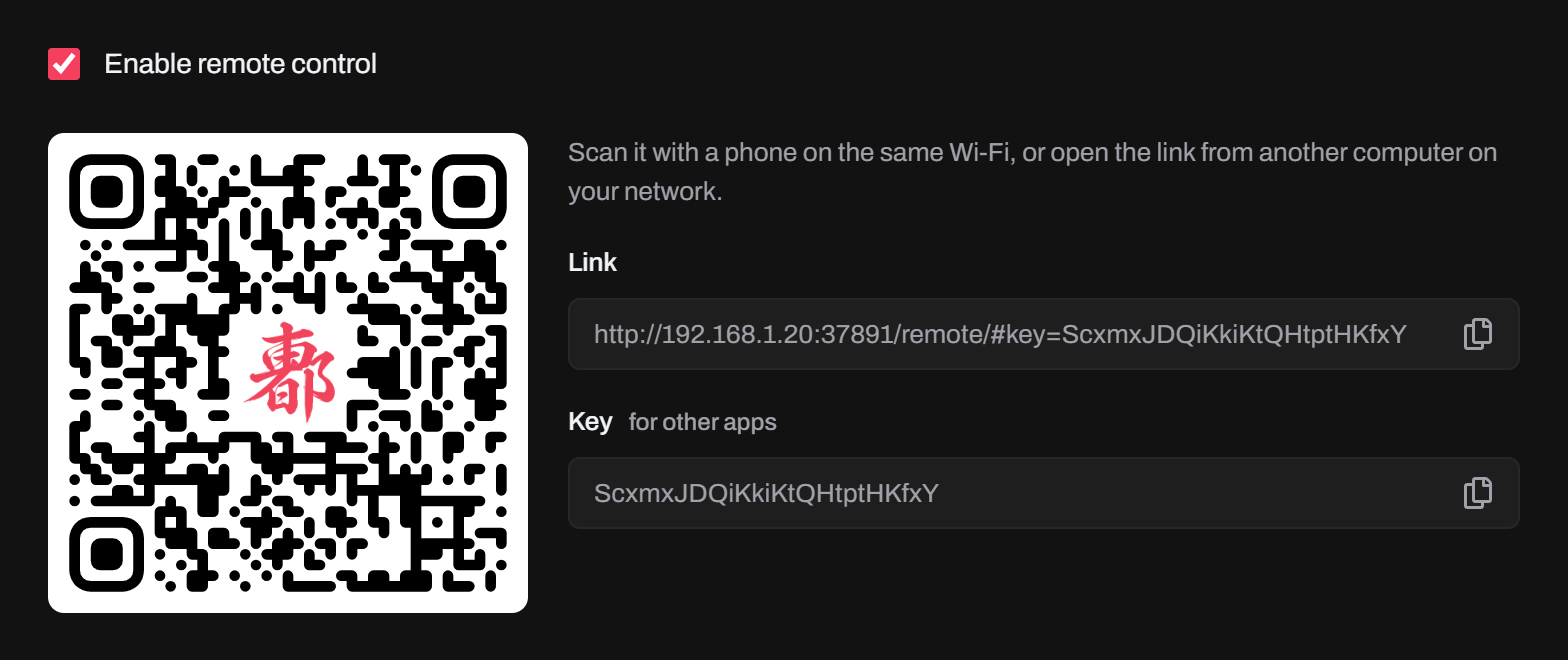 Enable remote control
Scan it with a phone on the same Wi-Fi, or open the link from another computer on
your network.
Link
http://192.168.1.20:37891/remote/#key=ScxmxJDQiKkiKtQHtptHKfxY
Key for other apps
ScxmxJDQiKkiKtQHtptHKfxY
都